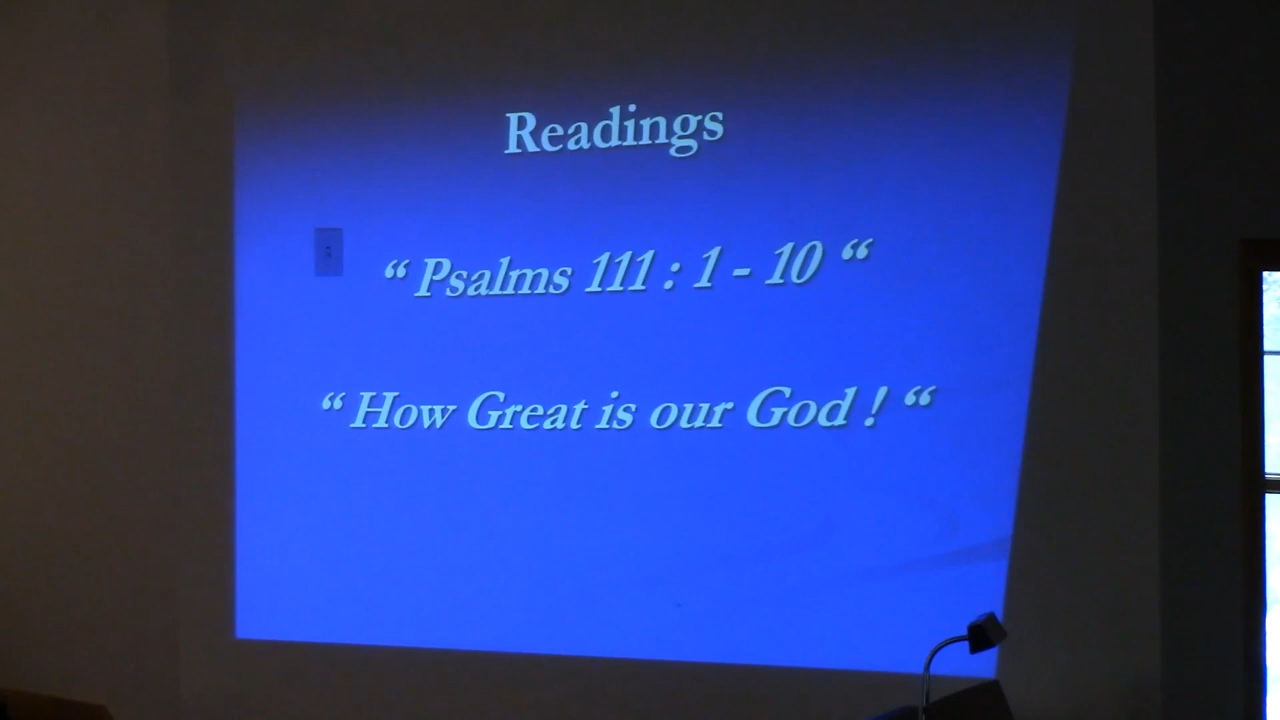 Readings
“ Psalms 111 : 1 - 10 “
“ How Great is our God ! “